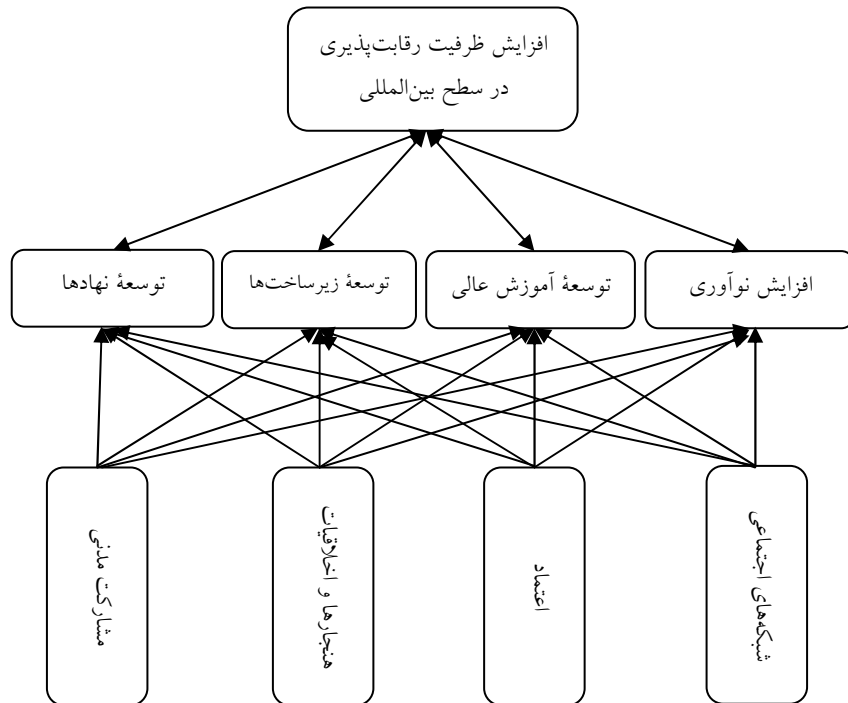 افزایش ظرفیت رقابت‌پذیری
در سطح بین‌المللی
افزایش نوآوری
توسعهٔ آموزش عالی
توسعهٔ زیرساخت‌ها
توسعهٔ نهادها
شبکه‌های اجتماعی
اعتماد
هنجارها و اخلاقیات
مشارکت مدنی